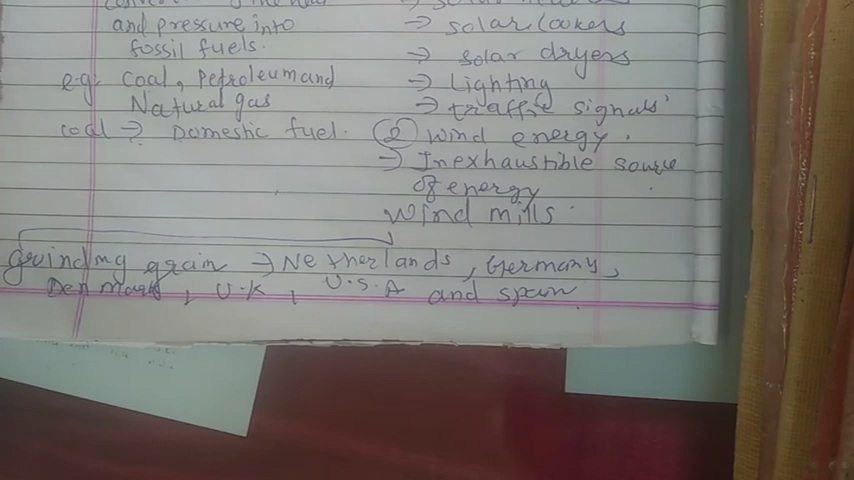 and pressure into
fossil fuels.
e.g. Coal, Petroleum and
Natural gas
coal → Domestic fuel.
→ solar cookers
→ solar dryers
→ Lighting
→ traffic signals
② Wind energy.
→ Inexhaustible source
of energy
Wind mills
Grinding grain → Netherlands, Germany,
Denmark, U.K, U.S.A and spain